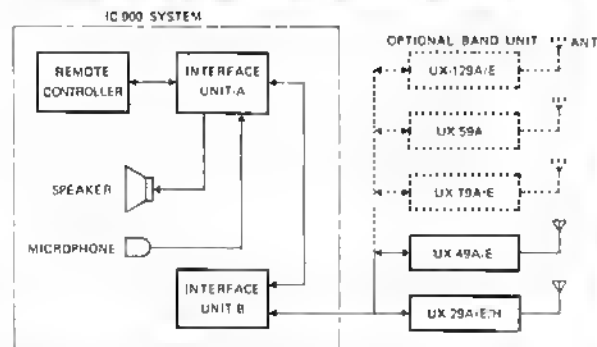 IC 900 SYSTEM
OPTIONAL BAND UNIT
ANT
REMOTE
CONTROLLER
INTERFACE
UNIT-A
UX-129A/E
UX 59A
SPEAKER
UX 79A·E
MICROPHONE
UX 49A/E
INTERFACE
UNIT B
UX 29A/E/H